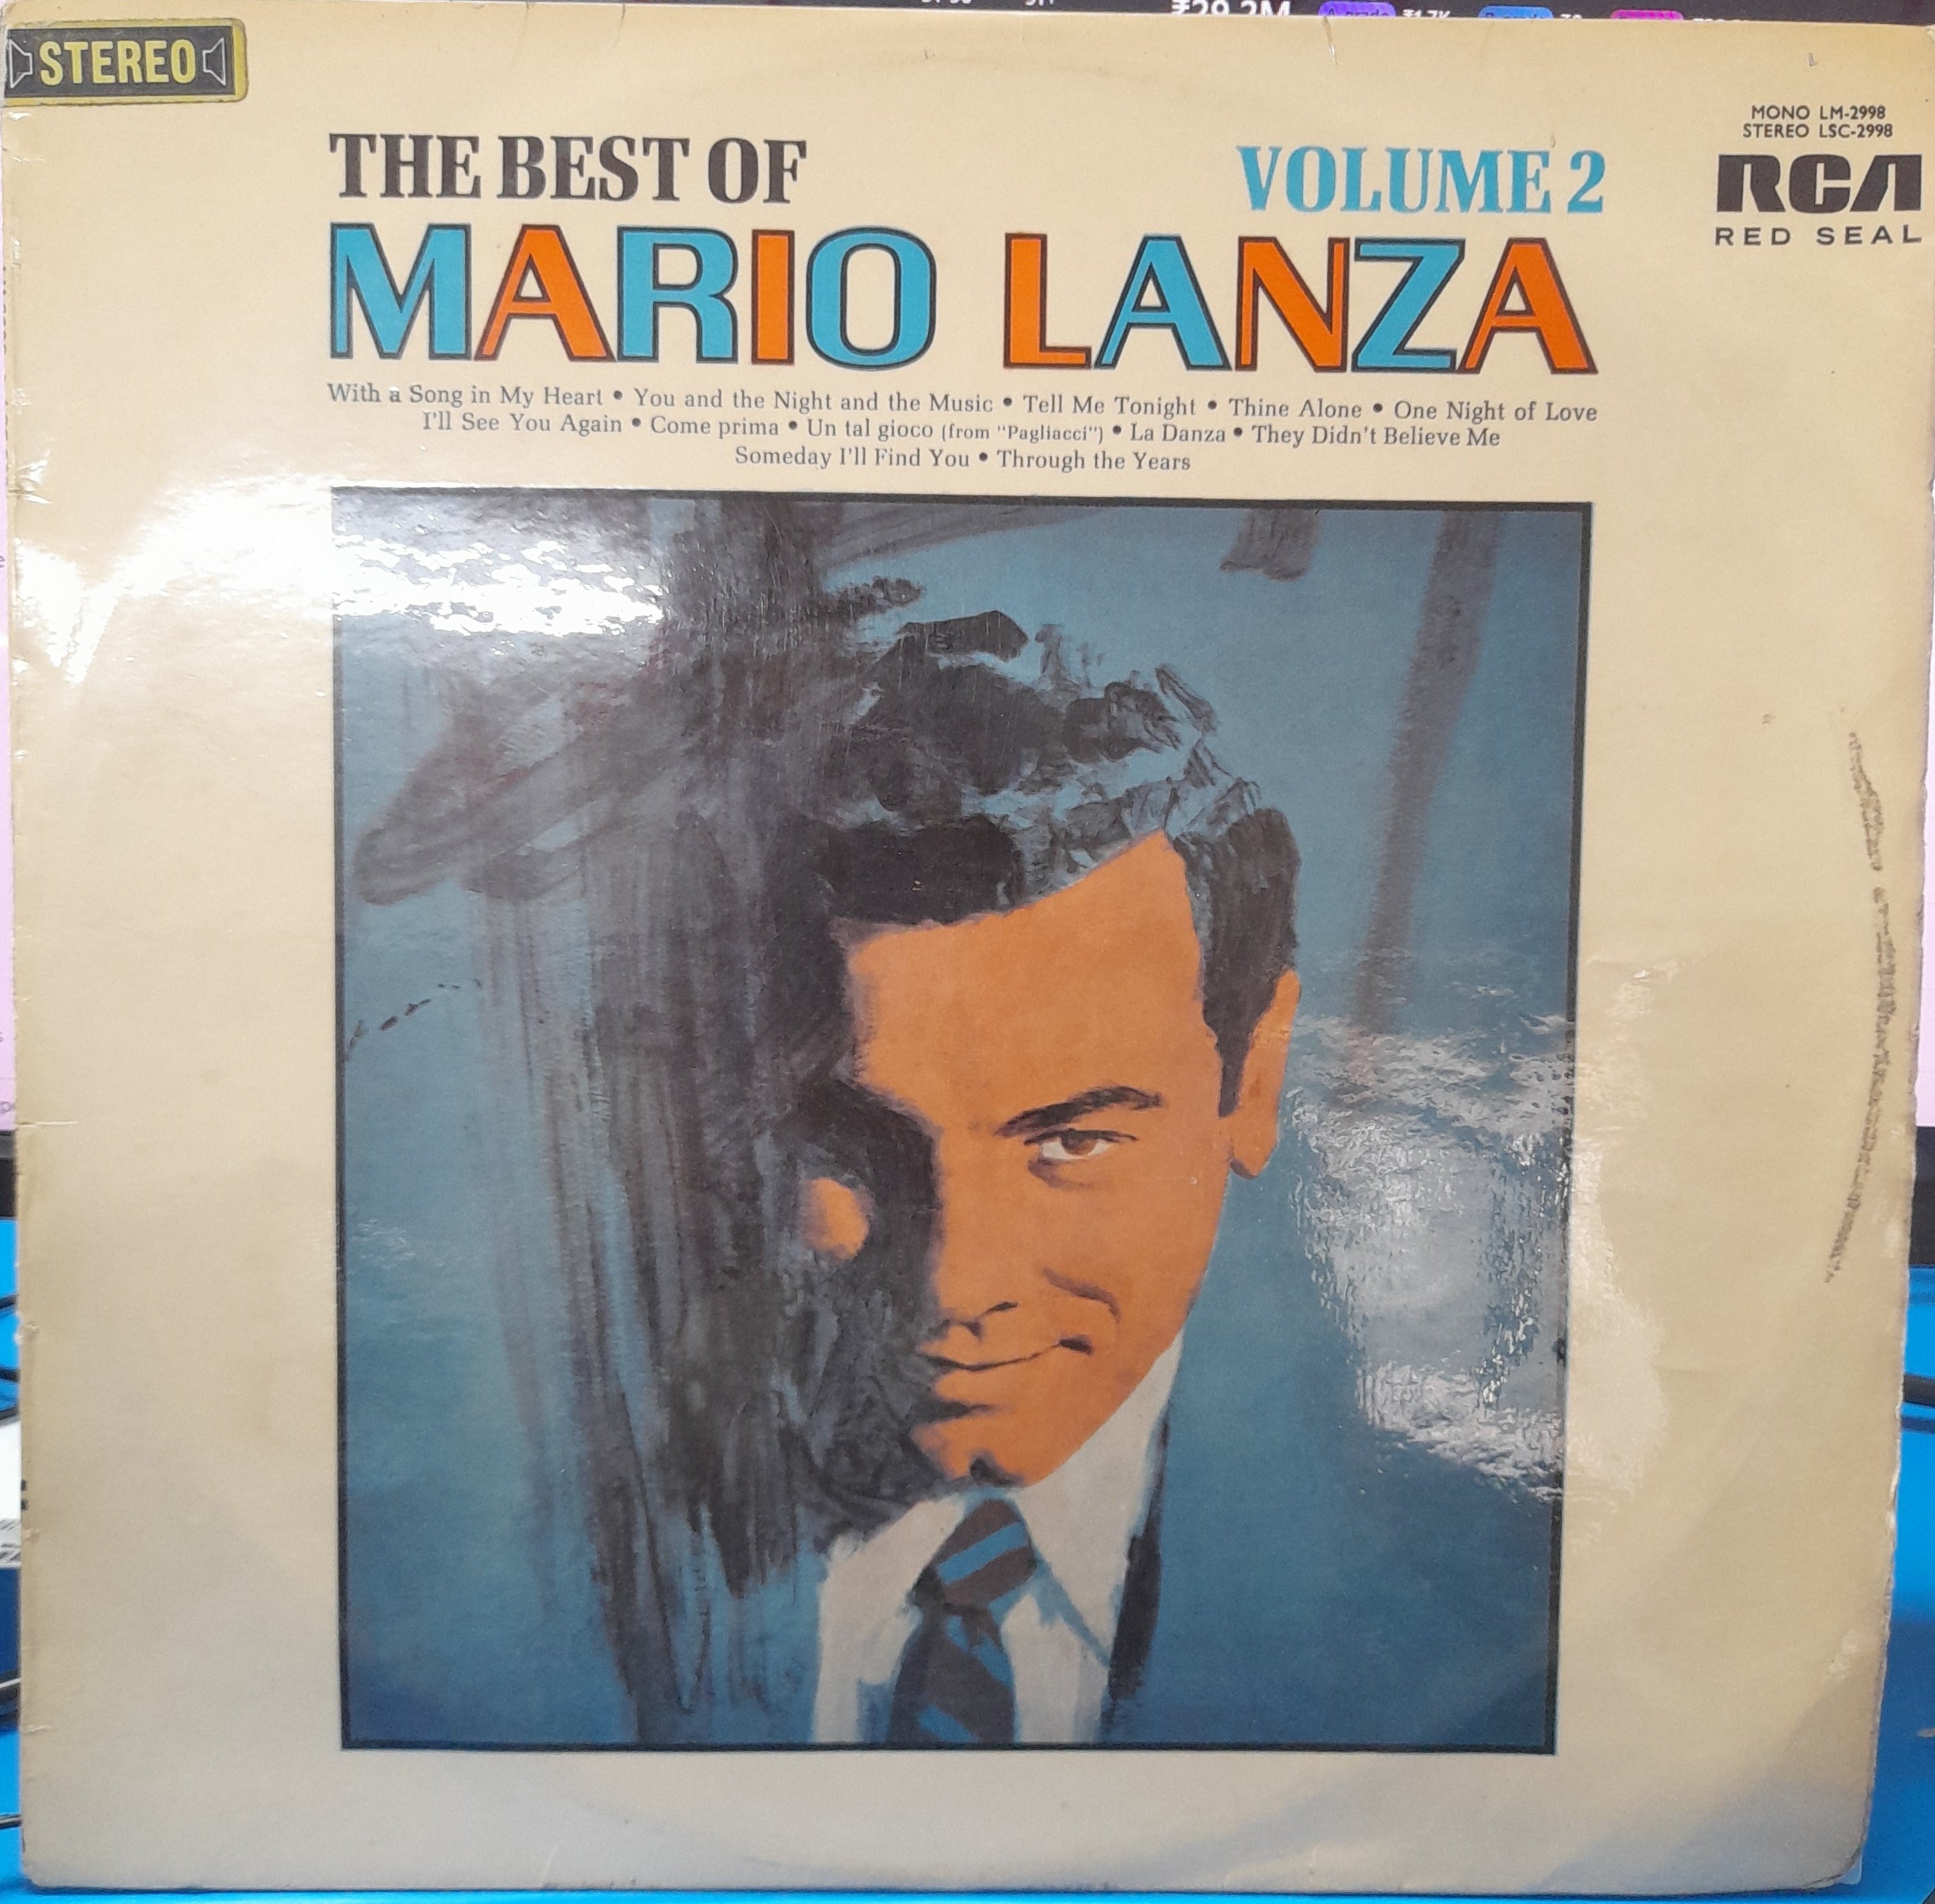 ₹29.2M
STEREO
MONO LM-2998
STEREO LSC-2998
RCA
RED SEAL
THE BEST OF
VOLUME 2
MARIO LANZA
With a Song in My Heart • You and the Night and the Music • Tell Me Tonight • Thine Alone • One Night of Love
I'll See You Again • Come prima • Un tal gioco (from "Pagliacci") • La Danza • They Didn't Believe Me
Someday I'll Find You • Through the Years